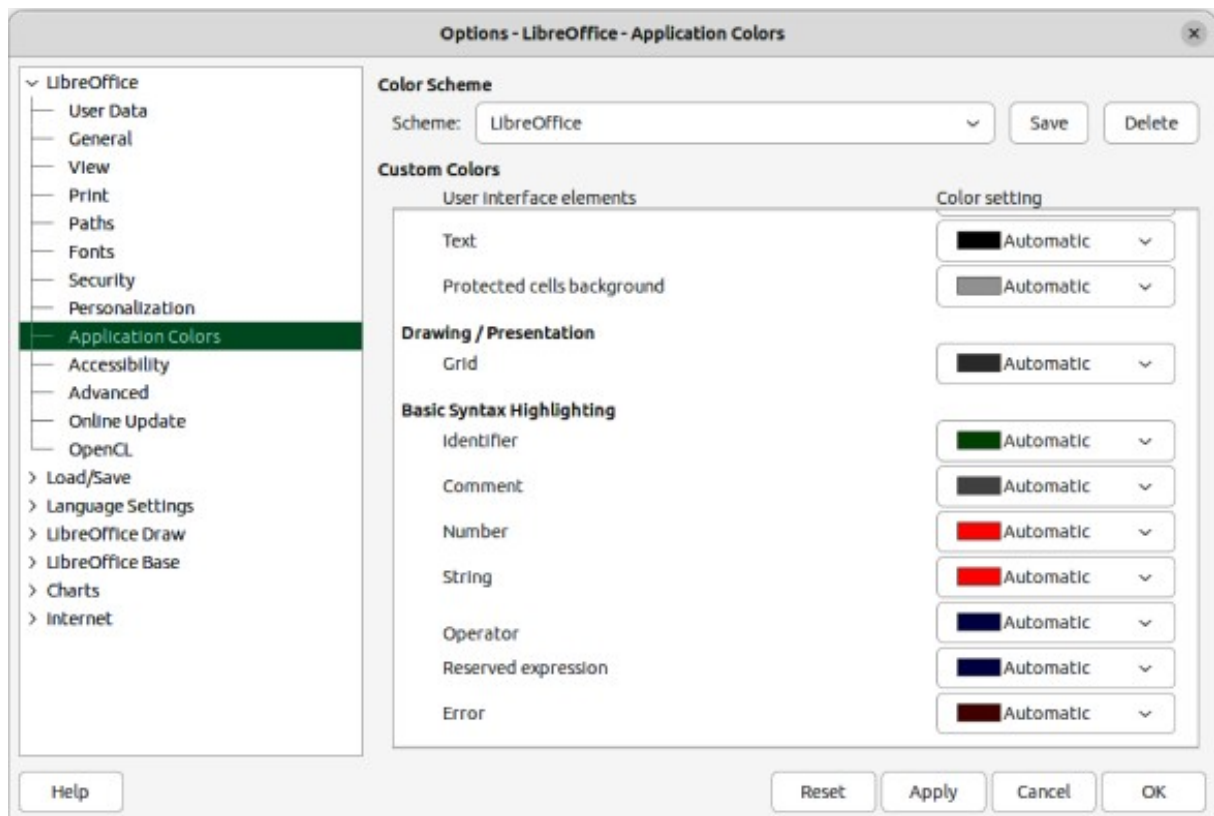 Options - LibreOffice - Application Colors
LibreOffice
User Data
General
View
Print
Paths
Fonts
Security
Personalization
Application Colors
Accessibility
Advanced
Online Update
OpenCL
Load/Save
Language Settings
LibreOffice Draw
LibreOffice Base
Charts
Internet
Color Scheme
Scheme: LibreOffice Save Delete
Custom Colors
User Interface elements Color setting
Text Automatic
Protected cells background Automatic
Drawing / Presentation
Grid Automatic
Basic Syntax Highlighting
Identifier Automatic
Comment Automatic
Number Automatic
String Automatic
Operator Automatic
Reserved expression Automatic
Error Automatic
Help Reset Apply Cancel OK